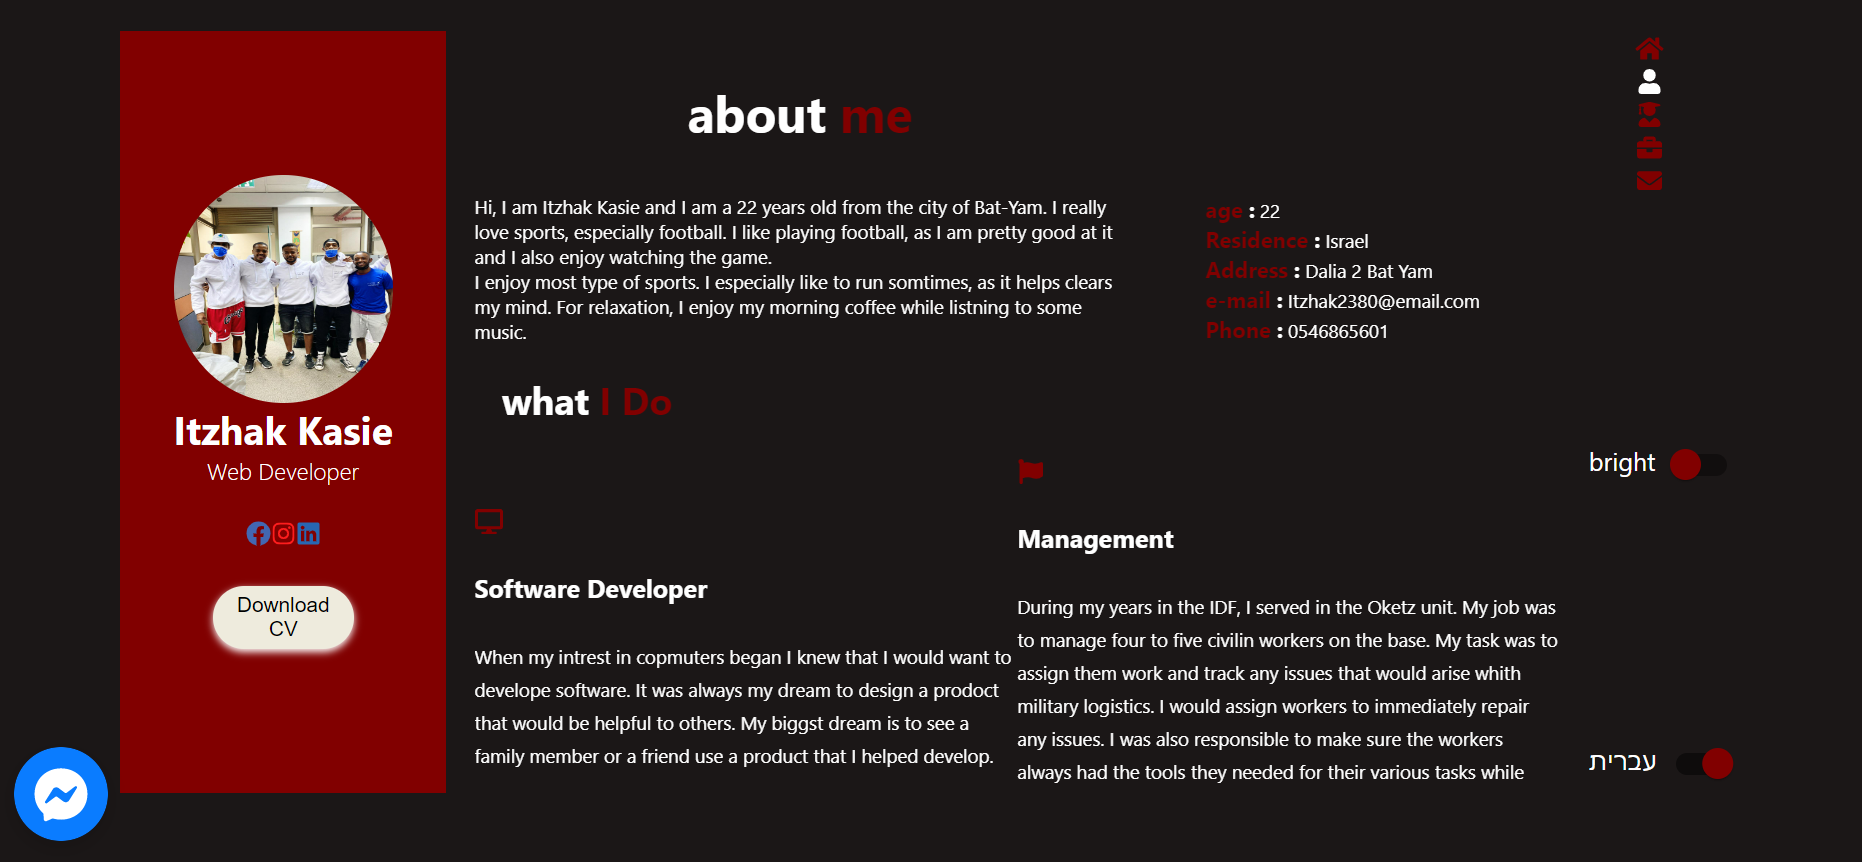 about me
Itzhak Kasie
Web Developer
Download
CV
Hi, I am Itzhak Kasie and I am a 22 years old from the city of Bat-Yam. I really
love sports, especially football. I like playing football, as I am pretty good at it
and I also enjoy watching the game.
I enjoy most type of sports. I especially like to run somtimes, as it helps clears
my mind. For relaxation, I enjoy my morning coffee while listning to some
music.
age : 22
Residence : Israel
Address : Dalia 2 Bat Yam
e-mail : Itzhak2380@email.com
Phone : 0546865601
what I Do
Software Developer
When my intrest in copmuters began I knew that I would want to
develope software. It was always my dream to design a prodoct
that would be helpful to others. My biggst dream is to see a
family member or a friend use a product that I helped develop.
Management
During my years in the IDF, I served in the Oketz unit. My job was
to manage four to five civilin workers on the base. My task was to
assign them work and track any issues that would arise whith
military logistics. I would assign workers to immediately repair
any issues. I was also responsible to make sure the workers
always had the tools they needed for their various tasks while
bright
עברית